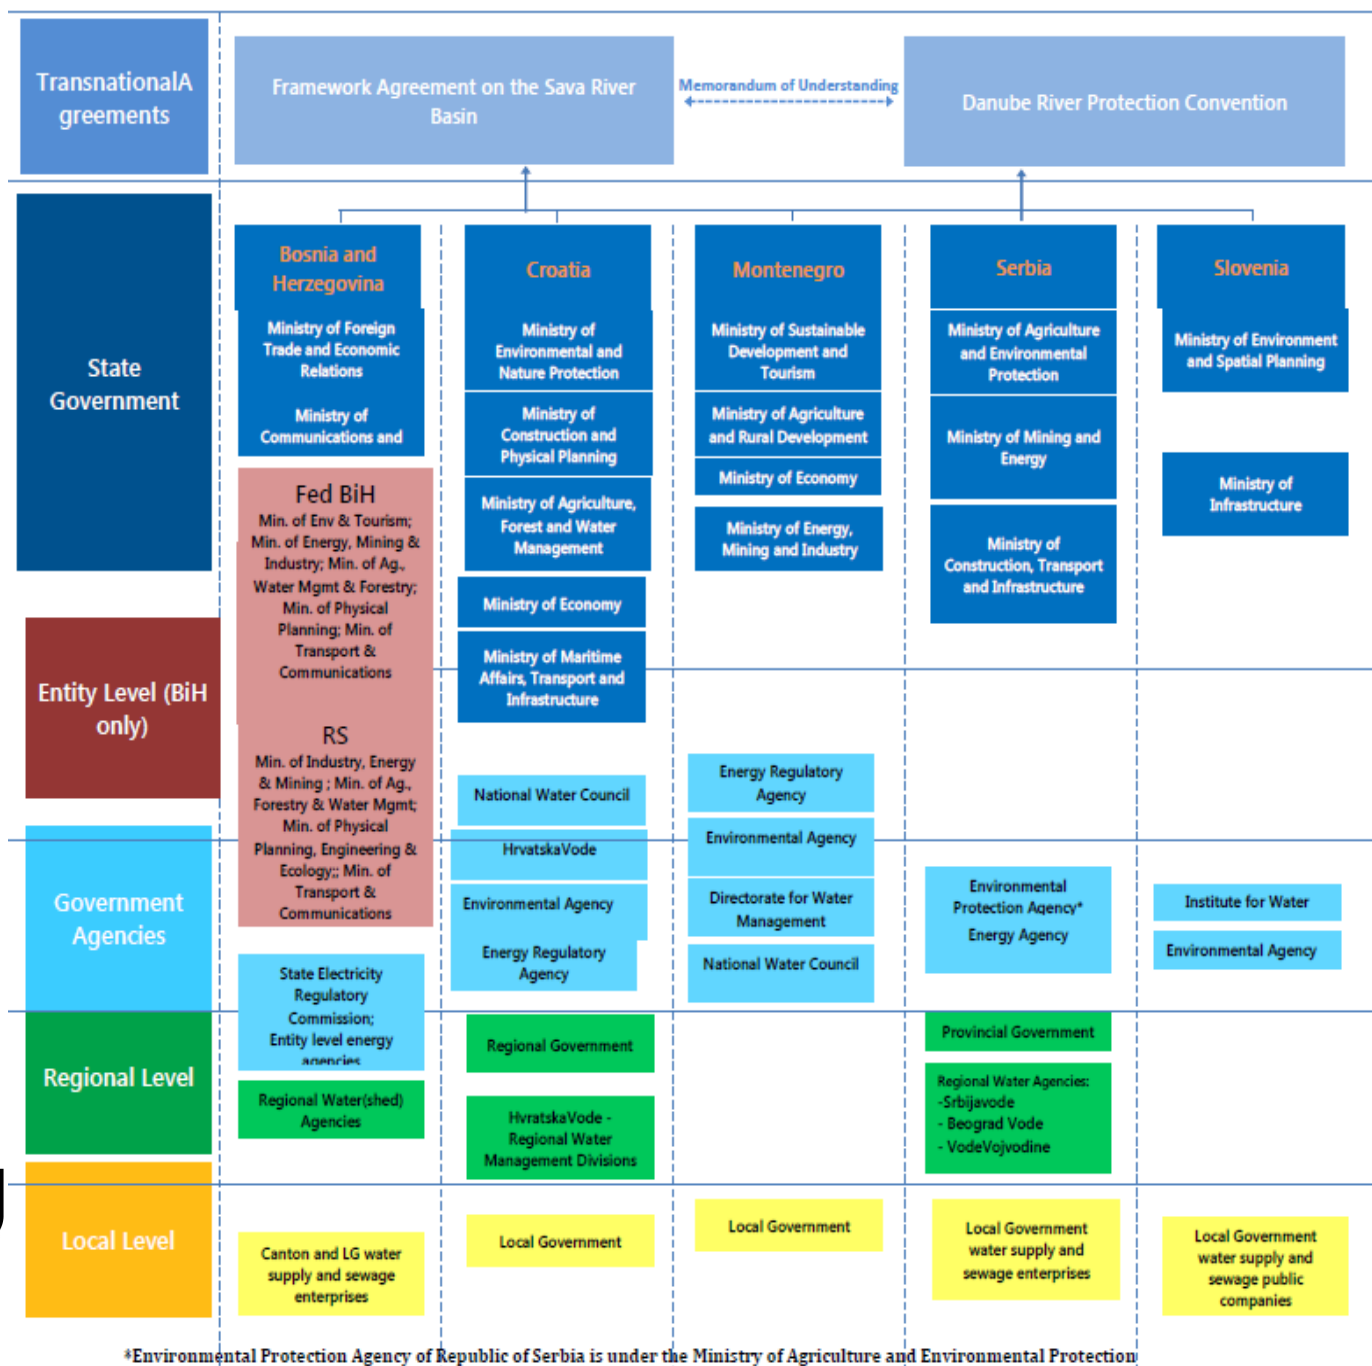 TransnationalA
greements
Framework Agreement on the Sava River
Basin
Memorandum of Understanding
Danube River Protection Convention
State
Government
Bosnia and
Herzegovina
Ministry of Foreign
Trade and Economic
Relations
Ministry of
Communications and
Croatia
Ministry of
Environmental and
Nature Protection
Ministry of
Construction and
Physical Planning
Ministry of Agriculture,
Forest and Water
Management
Ministry of Economy
Ministry of Maritime
Affairs, Transport and
Infrastructure
Montenegro
Ministry of Sustainable
Development and
Tourism
Ministry of Agriculture
and Rural Development
Ministry of Economy
Ministry of Energy,
Mining and Industry
Serbia
Ministry of Agriculture
and Environmental
Protection
Ministry of Mining and
Energy
Ministry of
Construction, Transport
and Infrastructure
Slovenia
Ministry of Environment
and Spatial Planning
Ministry of
Infrastructure
Entity Level (BiH
only)
Fed BiH
Min. of Env & Tourism;
Min. of Energy, Mining &
Industry; Min. of Ag.,
Water Mgmt & Forestry;
Min. of Physical
Planning; Min. of
Transport &
Communications
RS
Min. of Industry, Energy
& Mining ; Min. of Ag.,
Forestry & Water Mgmt;
Min. of Physical
Planning, Engineering &
Ecology;; Min. of
Transport &
Communications
Government
Agencies
State Electricity
Regulatory
Commission;
Entity level energy
agencies
National Water Council
HrvatskaVode
Environmental Agency
Energy Regulatory
Agency
Energy Regulatory
Agency
Environmental Agency
Directorate for Water
Management
National Water Council
Environmental
Protection Agency*
Energy Agency
Institute for Water
Environmental Agency
Regional Level
Regional Water(shed)
Agencies
Regional Government
HvratskaVode -
Regional Water
Management Divisions
Provincial Government
Regional Water Agencies:
-Srbijavode
- Beograd Vode
- VodeVojvodine
Local Level
Canton and LG water
supply and sewage
enterprises
Local Government
Local Government
Local Government
water supply and
sewage enterprises
Local Government
water supply and
sewage public
companies
*Environmental Protection Agency of Republic of Serbia is under the Ministry of Agriculture and Environmental Protection